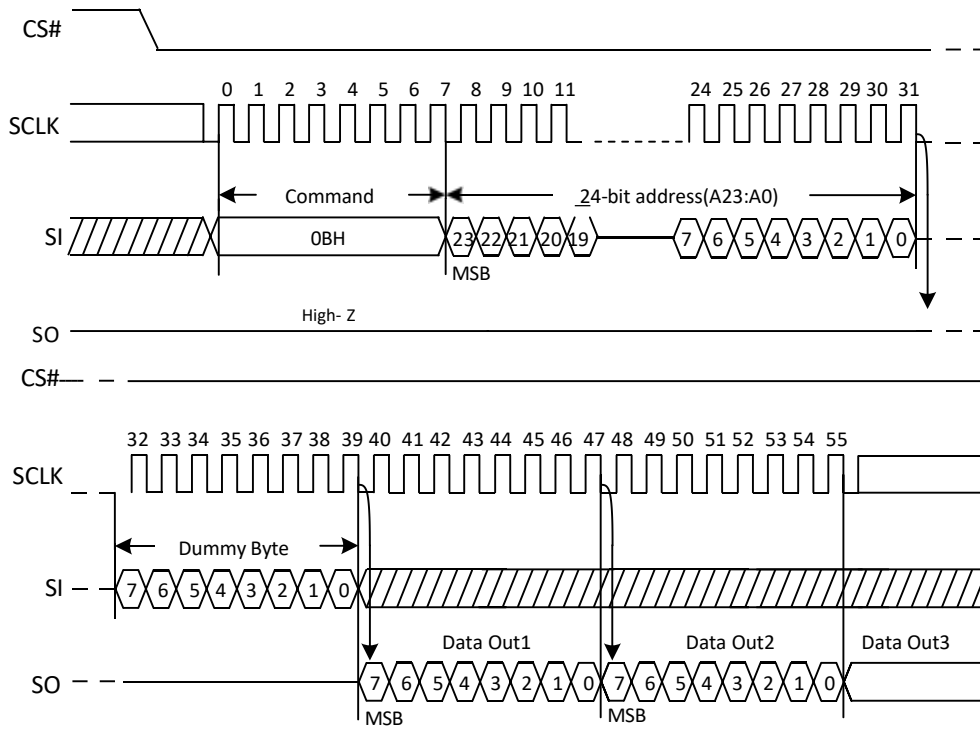 CS#
0 1 2 3 4 5 6 7 8 9 10 11 24 25 26 27 28 29 30 31
SCLK
Command 24-bit address(A23:A0)
SI 0BH 23 22 21 20 19 7 6 5 4 3 2 1 0
MSB
High- Z
SO
CS#
32 33 34 35 36 37 38 39 40 41 42 43 44 45 46 47 48 49 50 51 52 53 54 55
SCLK
Dummy Byte
SI 7 6 5 4 3 2 1 0
Data Out1 Data Out2 Data Out3
SO 7 6 5 4 3 2 1 0 7 6 5 4 3 2 1 0
MSB MSB